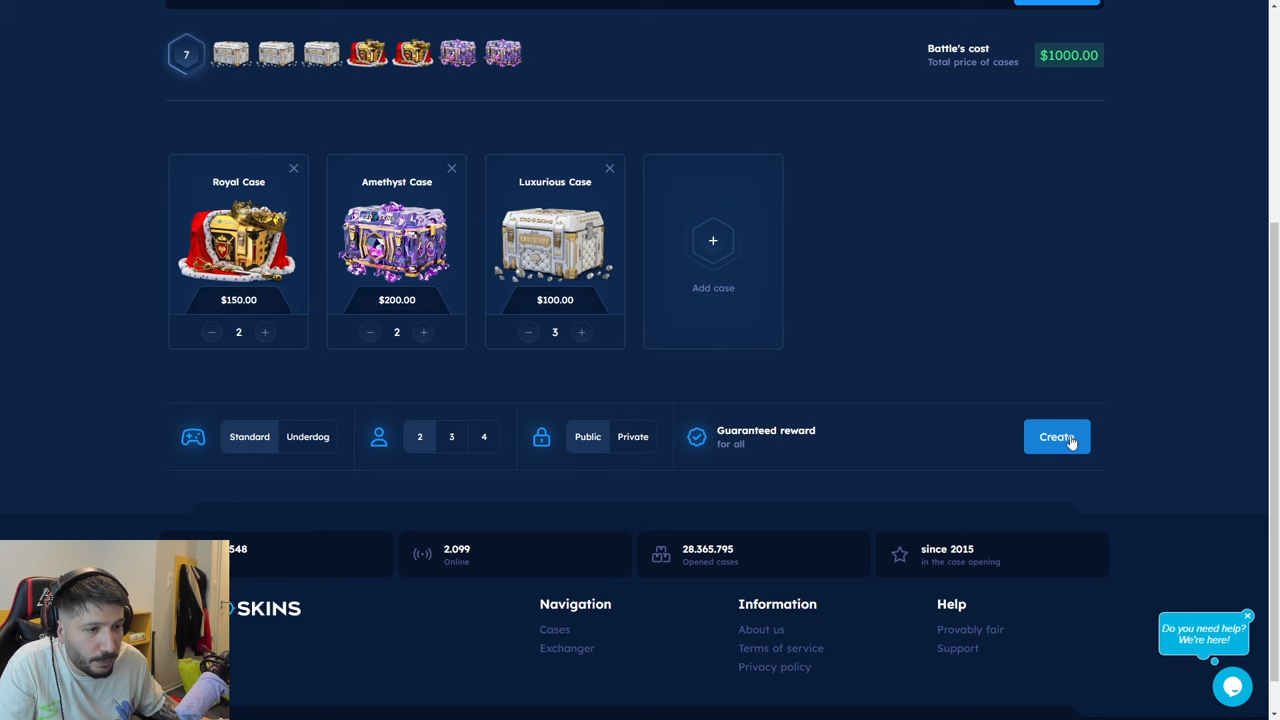 7
Battle's cost
Total price of cases
$1000.00
Royal Case
Amethyst Case
Luxurious Case
$150.00
$200.00
$100.00
Add case
2
2
3
Standard
Underdog
2
3
4
Public
Private
Guaranteed reward
for all
Create
548
2.099
Online
28.365.795
Opened cases
since 2015
in the case opening
SKINS
Navigation
Cases
Exchanger
Information
About us
Terms of service
Privacy policy
Help
Provably fair
Support
Do you need help?
We're here!